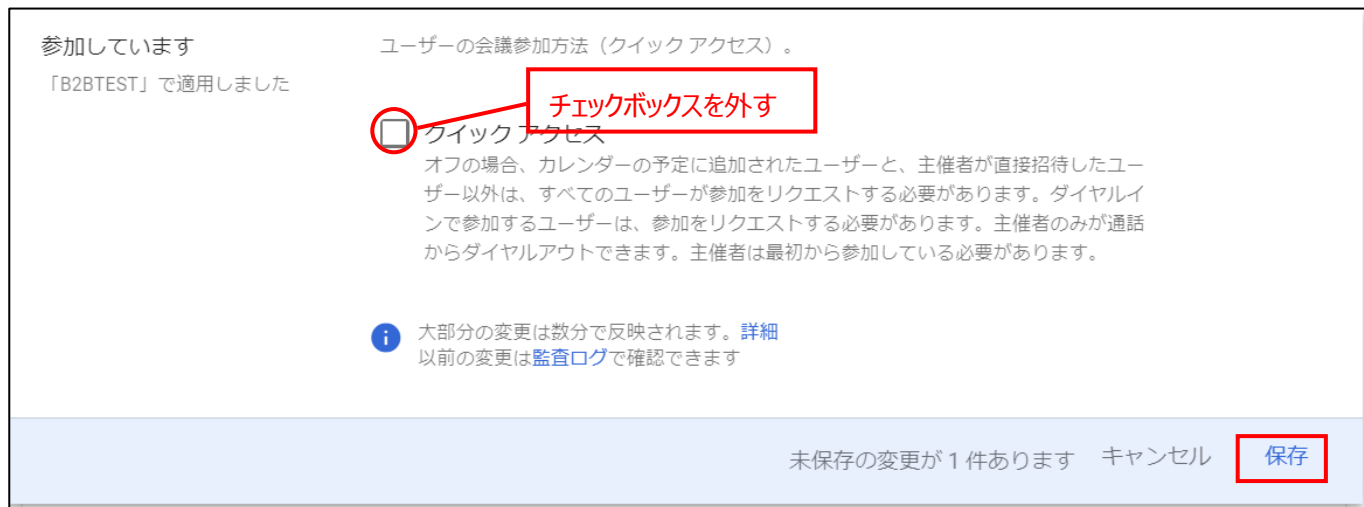 参加しています
「B2BTEST」で適用しました
ユーザーの会議参加方法（クイック アクセス）.
チェックボックスを外す
クイック アクセス
オフの場合、カレンダーの予定に追加されたユーザーと、主催者が直接招待したユー
ザー以外は、すべてのユーザーが参加をリクエストする必要があります。ダイヤルイ
ンで参加するユーザーは、参加をリクエストする必要があります。主催者のみが通話
からダイヤルアウトできます。主催者は最初から参加している必要があります。
大部分の変更は数分で反映されます。詳細
以前の変更は監査ログで確認できます
未保存の変更が 1 件あります キャンセル 保存